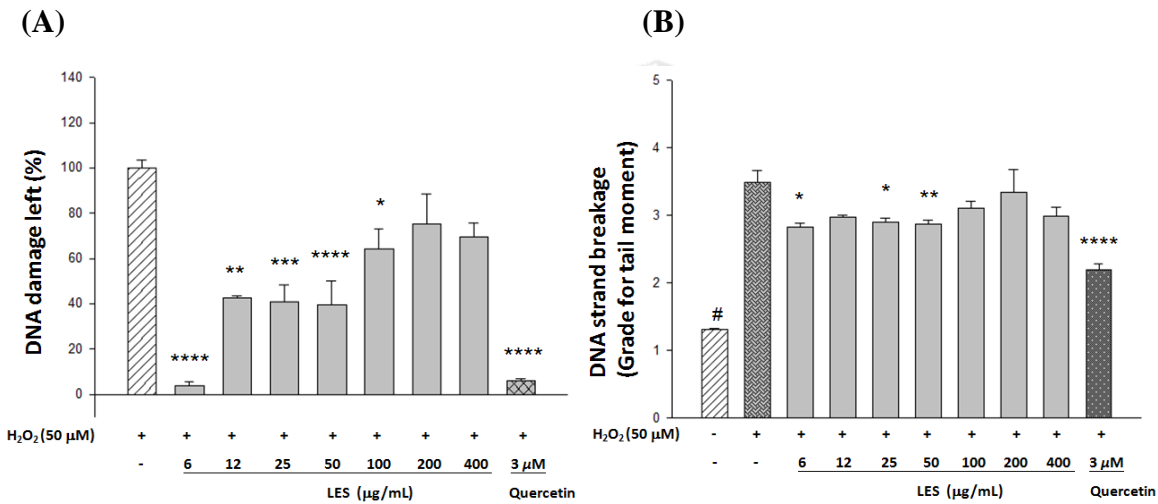 (A)
DNA damage left (%)
140
120
100
80
60
40
20
0
*
** *** ****
**** ****
H₂O₂ (50 μM) + + + + + + + + +
- 6 12 25 50 100 200 400 3 μM
LES (μg/mL) Quercetin
(B)
DNA strand breakage
(Grade for tail moment)
5
4
3
2
1
0
* * **
****
#
H₂O₂ (50 μM) - + + + + + + + + +
- - 6 12 25 50 100 200 400 3 μM
LES (μg/mL) Quercetin